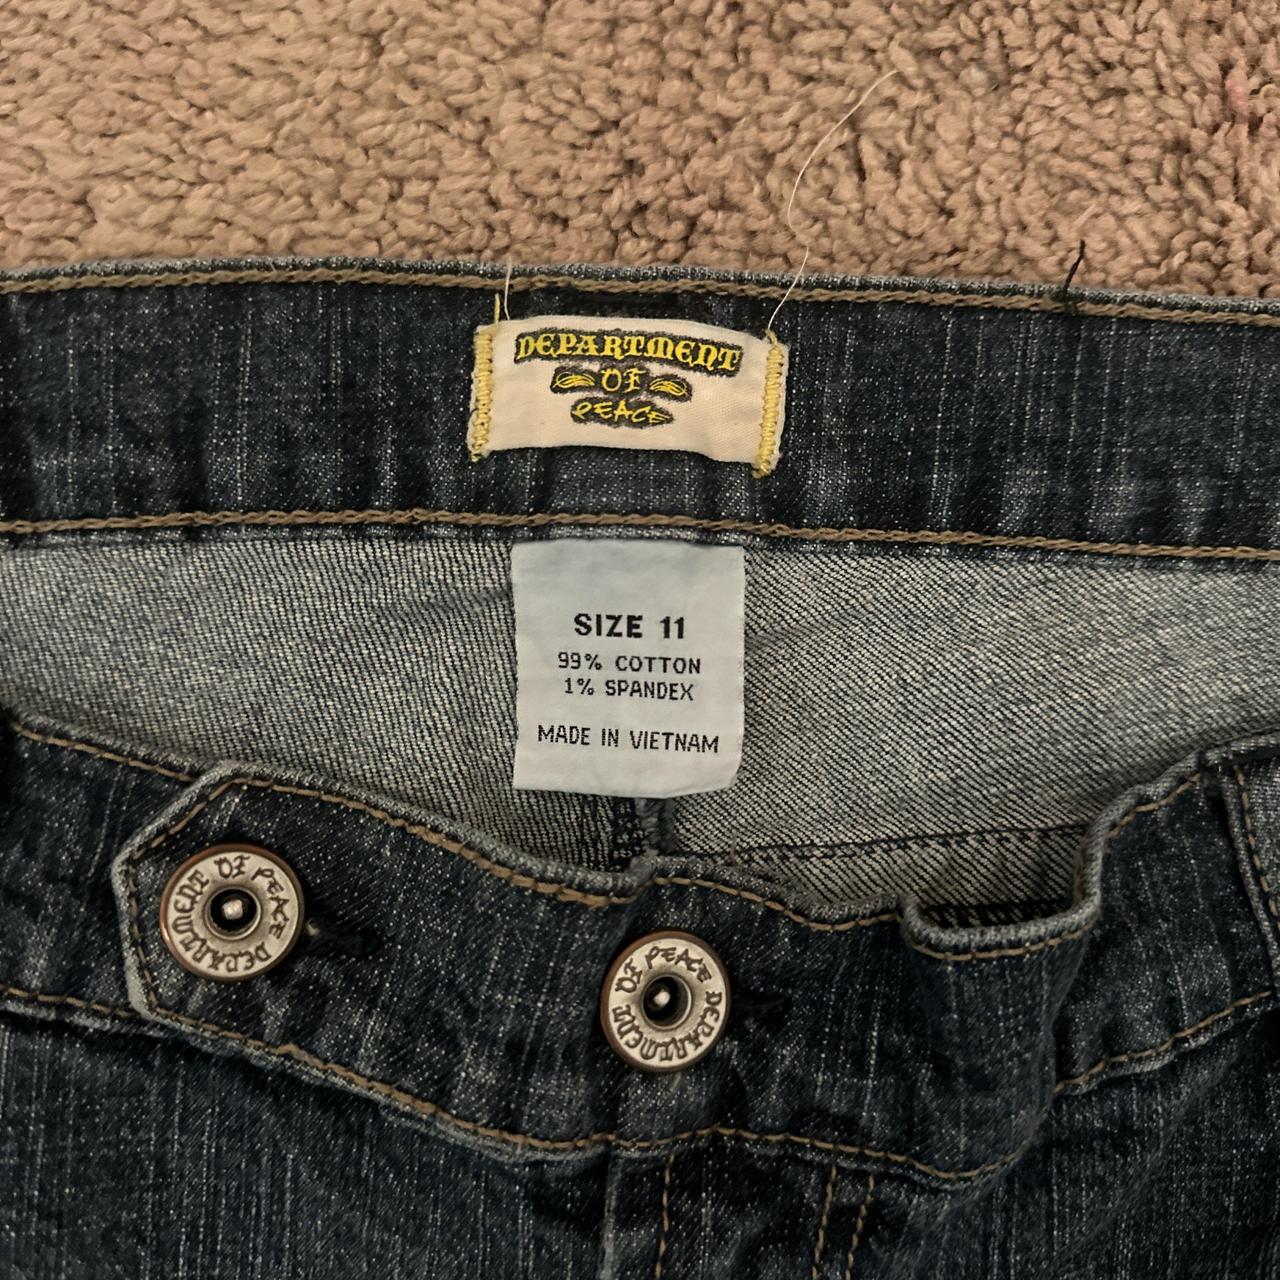 DEPARTMENT
OF
PEACE
SIZE 11
99% COTTON
1% SPANDEX
MADE IN VIETNAM
DEPARTMENT OF PEACE
DEPARTMENT OF PEACE